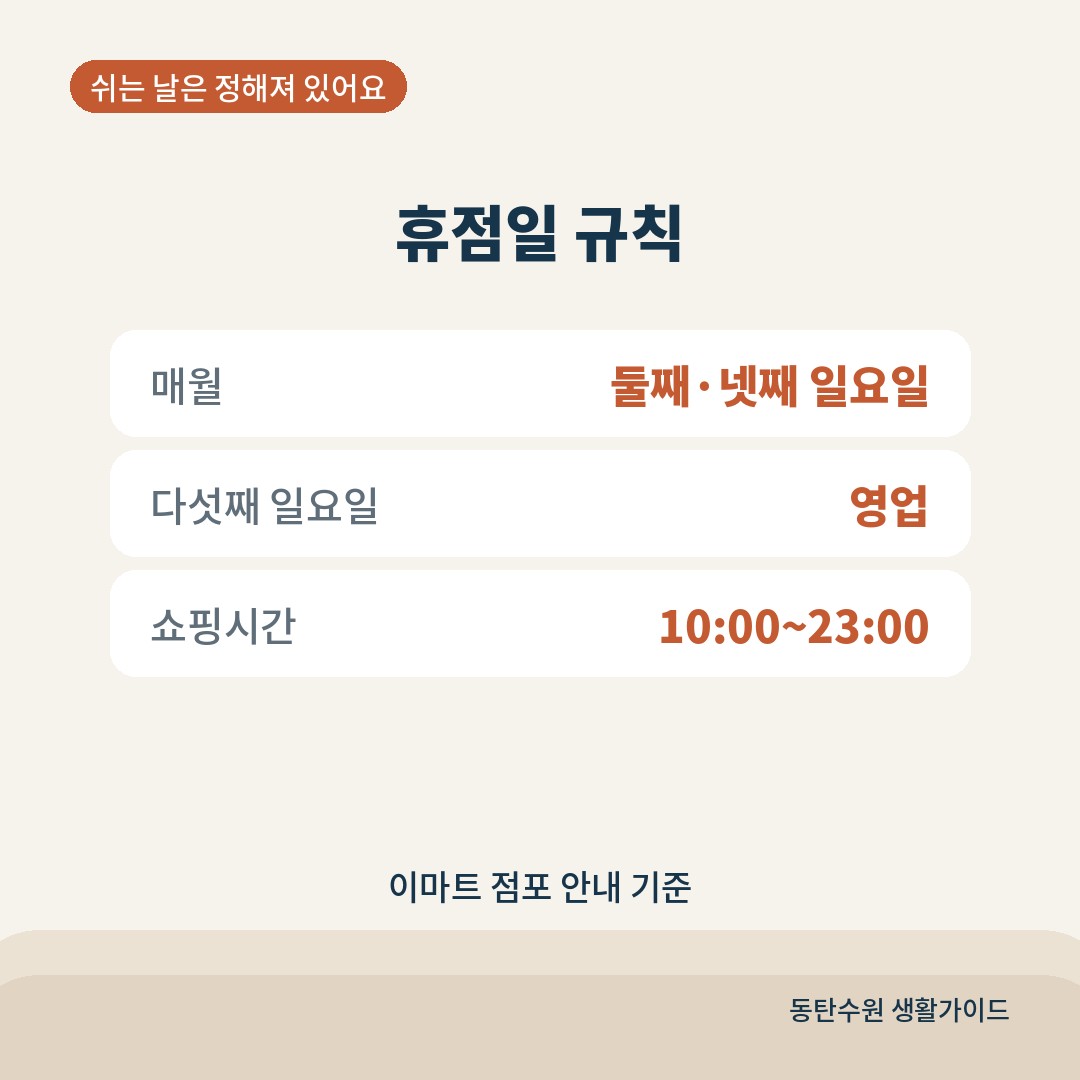 쉬는 날은 정해져 있어요
휴점일 규칙
매월 둘째·넷째 일요일
다섯째 일요일 영업
쇼핑시간 10:00~23:00
이마트 점포 안내 기준
동탄수원 생활가이드